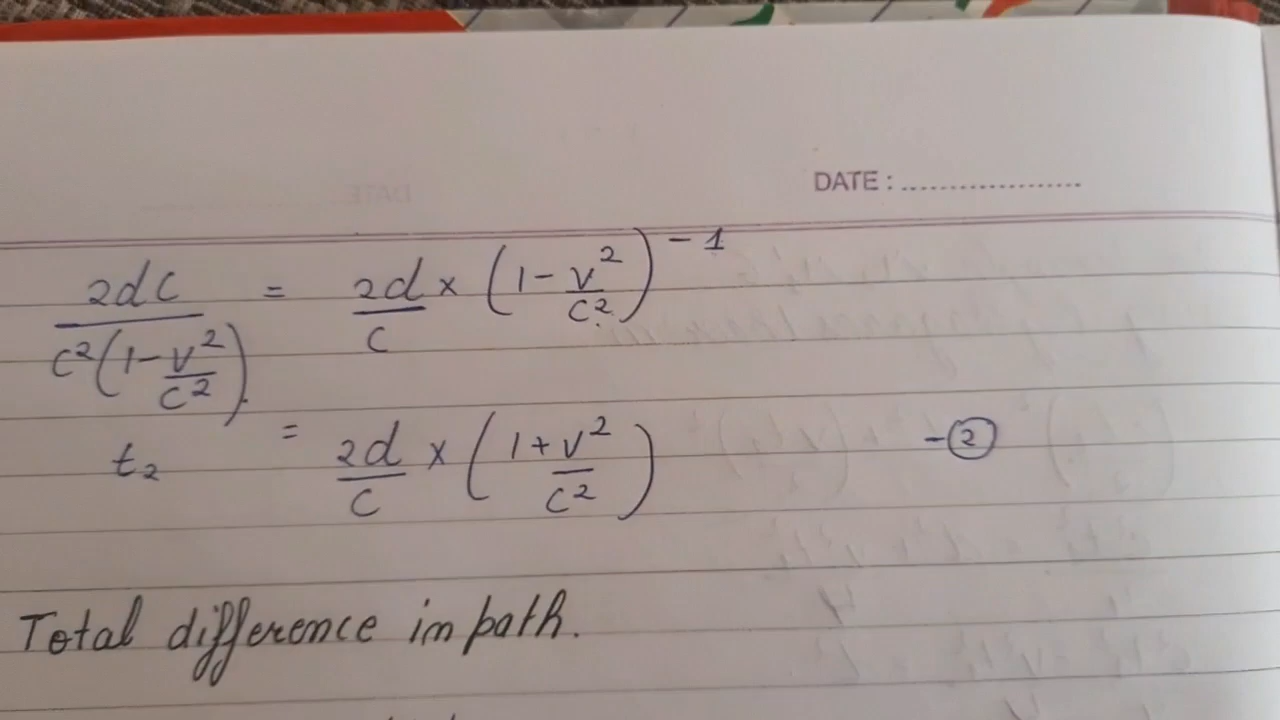 DATE : ....................
2dc/c²(1-v²/c²) = 2d/c × (1-v²/c²)⁻¹
t₂ = 2d/c × (1+v²/c²) -②
Total difference in path.